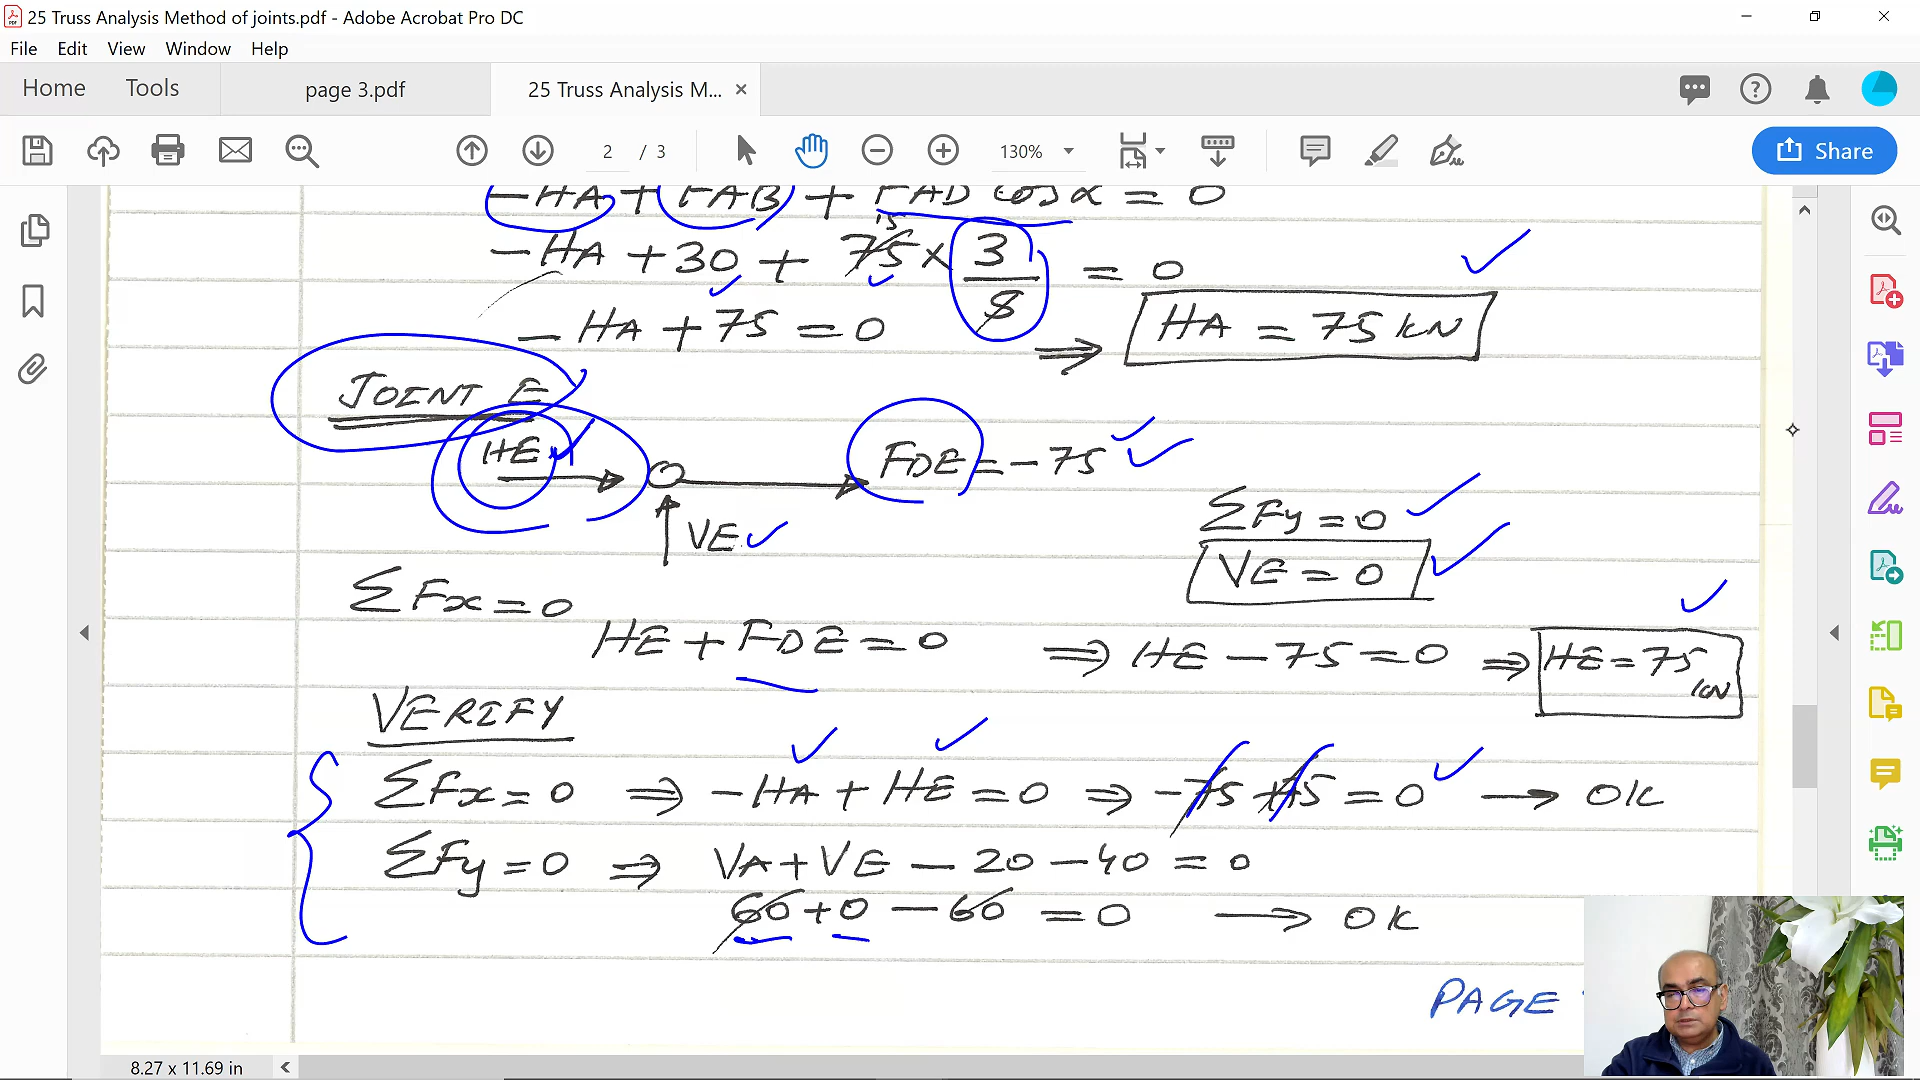 25 Truss Analysis Method of joints.pdf - Adobe Acrobat Pro DC
File Edit View Window Help
Home Tools page 3.pdf 25 Truss Analysis M... ×
2 / 3 130% Share
-HA + FAB + FAD cos α = 0
-HA + 30 + 75 × 3/5 = 0
15
-HA + 75 = 0 ⇒ HA = 75 KN
JOINT E
HE FDE = -75
VE
ΣFy = 0
VE = 0
ΣFx = 0
HE + FDE = 0 ⇒ HE - 75 = 0 ⇒ HE = 75 KN
VERIFY
ΣFx = 0 ⇒ -HA + HE = 0 ⇒ -75 +75 = 0 → OK
ΣFy = 0 ⇒ VA + VE - 20 - 40 = 0
60 + 0 - 60 = 0 → OK
PAGE
8.27 x 11.69 in